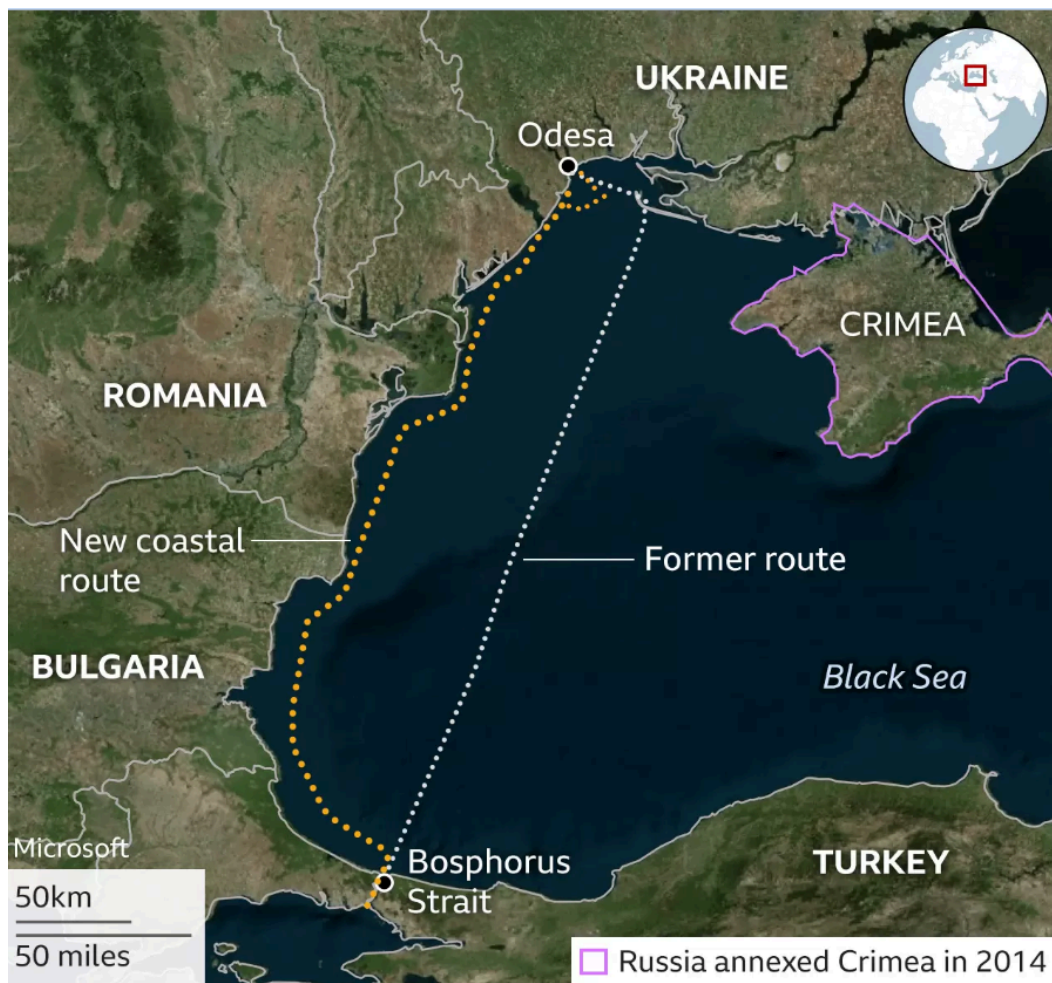 UKRAINE
Odesa
CRIMEA
ROMANIA
New coastal
route
Former route
BULGARIA
Black Sea
Microsoft
Bosphorus
Strait
TURKEY
50km
50 miles
Russia annexed Crimea in 2014